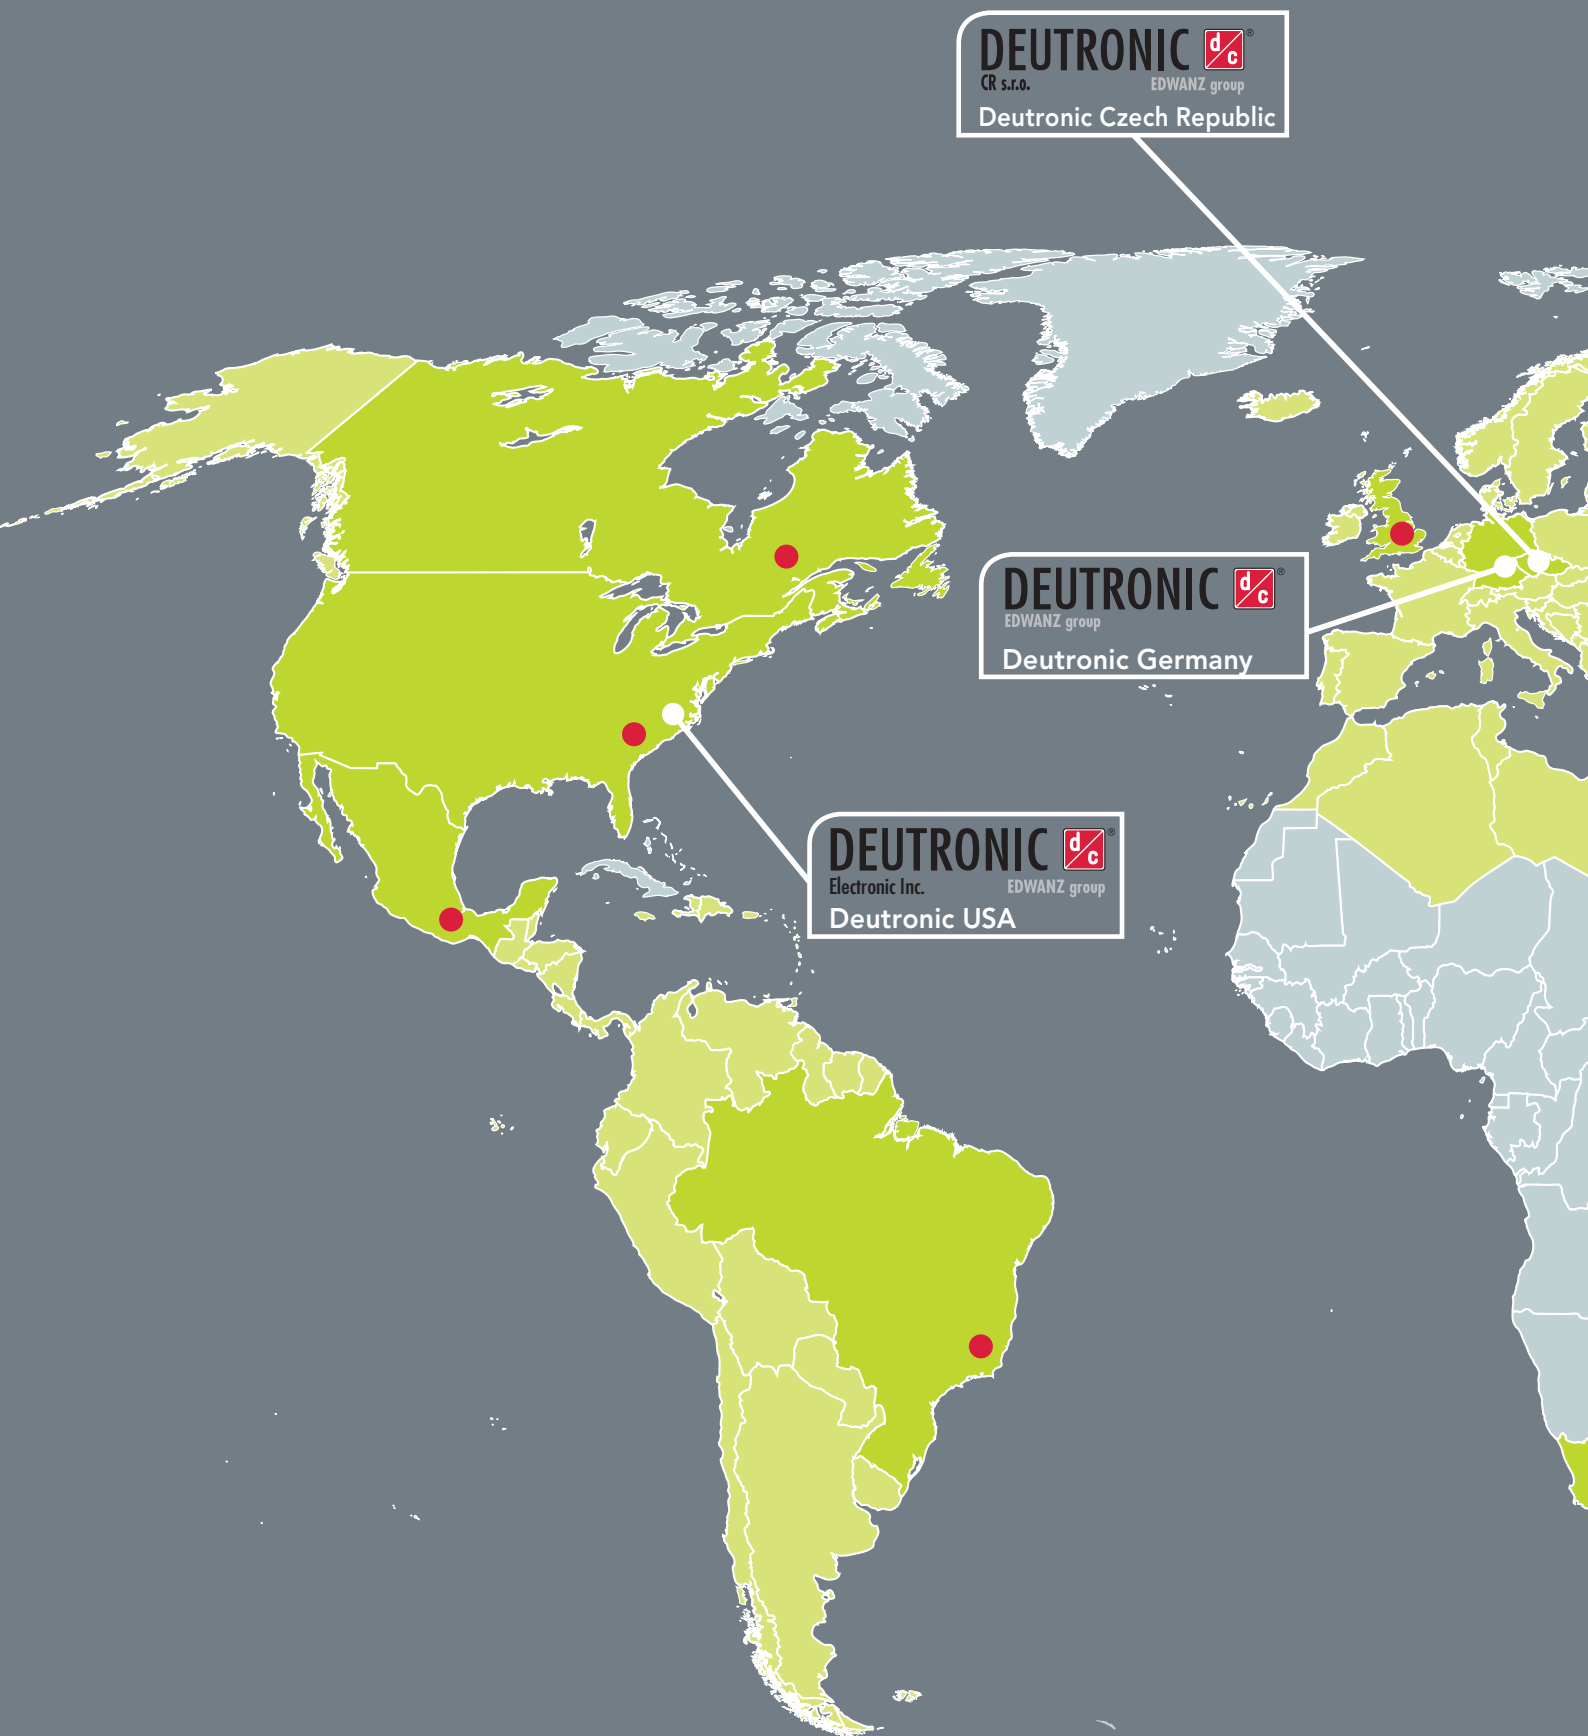 DEUTRONIC d/c ®
CR s.r.o. EDWANZ group
Deutronic Czech Republic
DEUTRONIC d/c ®
EDWANZ group
Deutronic Germany
DEUTRONIC d/c ®
Electronic Inc. EDWANZ group
Deutronic USA